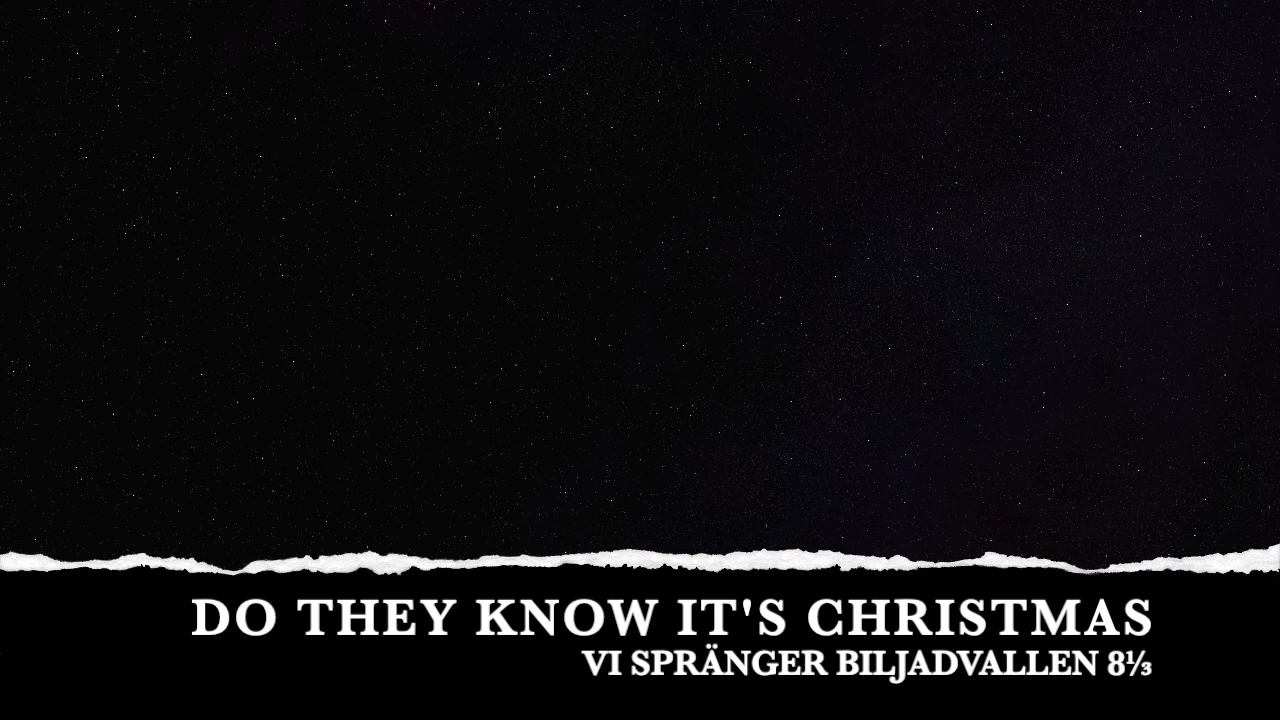 DO THEY KNOW IT'S CHRISTMAS
VI SPRÄNGER BILJADVALLEN 8⅓